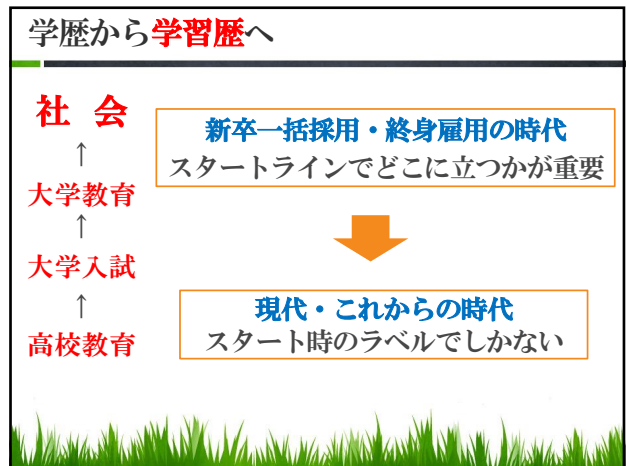 学歴から学習歴へ
社 会
↑
大学教育
↑
大学入試
↑
高校教育
新卒一括採用・終身雇用の時代
スタートラインでどこに立つかが重要
現代・これからの時代
スタート時のラベルでしかない